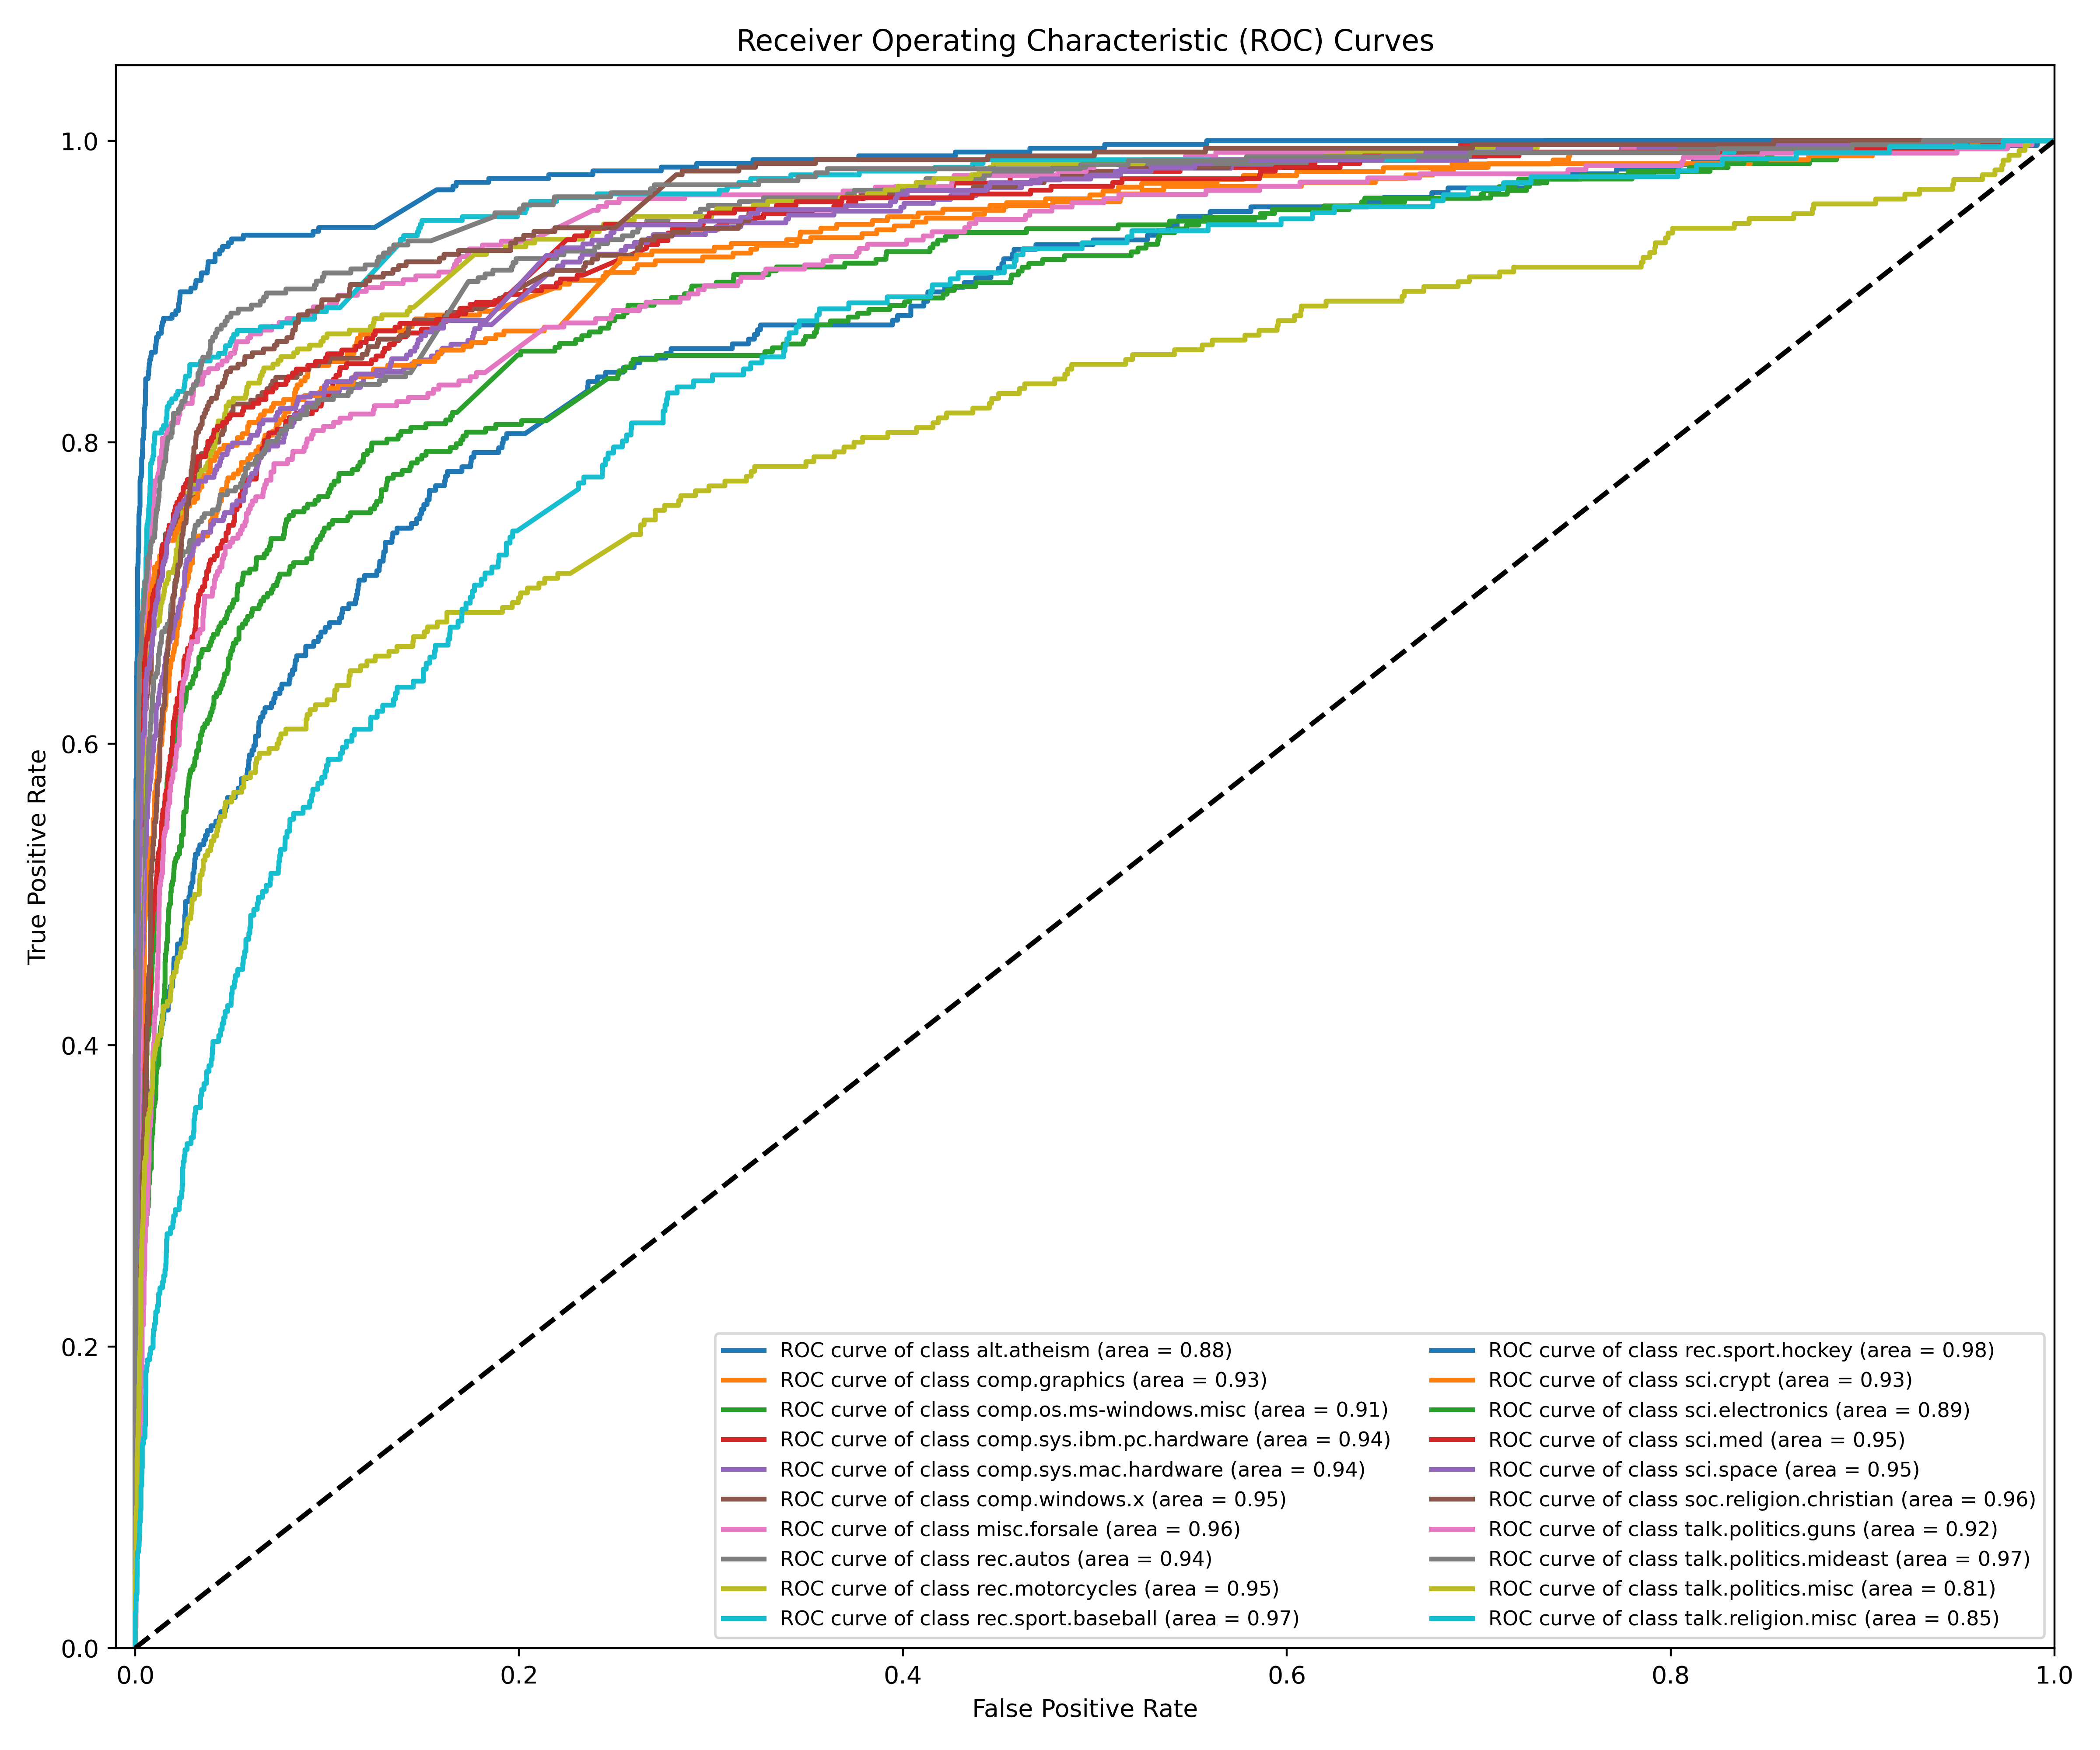 Receiver Operating Characteristic (ROC) Curves
1.0
0.8
0.6
0.4
0.2
0.0
True Positive Rate
ROC curve of class alt.atheism (area = 0.88)
ROC curve of class comp.graphics (area = 0.93)
ROC curve of class comp.os.ms-windows.misc (area = 0.91)
ROC curve of class comp.sys.ibm.pc.hardware (area = 0.94)
ROC curve of class comp.sys.mac.hardware (area = 0.94)
ROC curve of class comp.windows.x (area = 0.95)
ROC curve of class misc.forsale (area = 0.96)
ROC curve of class rec.autos (area = 0.94)
ROC curve of class rec.motorcycles (area = 0.95)
ROC curve of class rec.sport.baseball (area = 0.97)
ROC curve of class rec.sport.hockey (area = 0.98)
ROC curve of class sci.crypt (area = 0.93)
ROC curve of class sci.electronics (area = 0.89)
ROC curve of class sci.med (area = 0.95)
ROC curve of class sci.space (area = 0.95)
ROC curve of class soc.religion.christian (area = 0.96)
ROC curve of class talk.politics.guns (area = 0.92)
ROC curve of class talk.politics.mideast (area = 0.97)
ROC curve of class talk.politics.misc (area = 0.81)
ROC curve of class talk.religion.misc (area = 0.85)
0.0 0.2 0.4 0.6 0.8 1.0
False Positive Rate